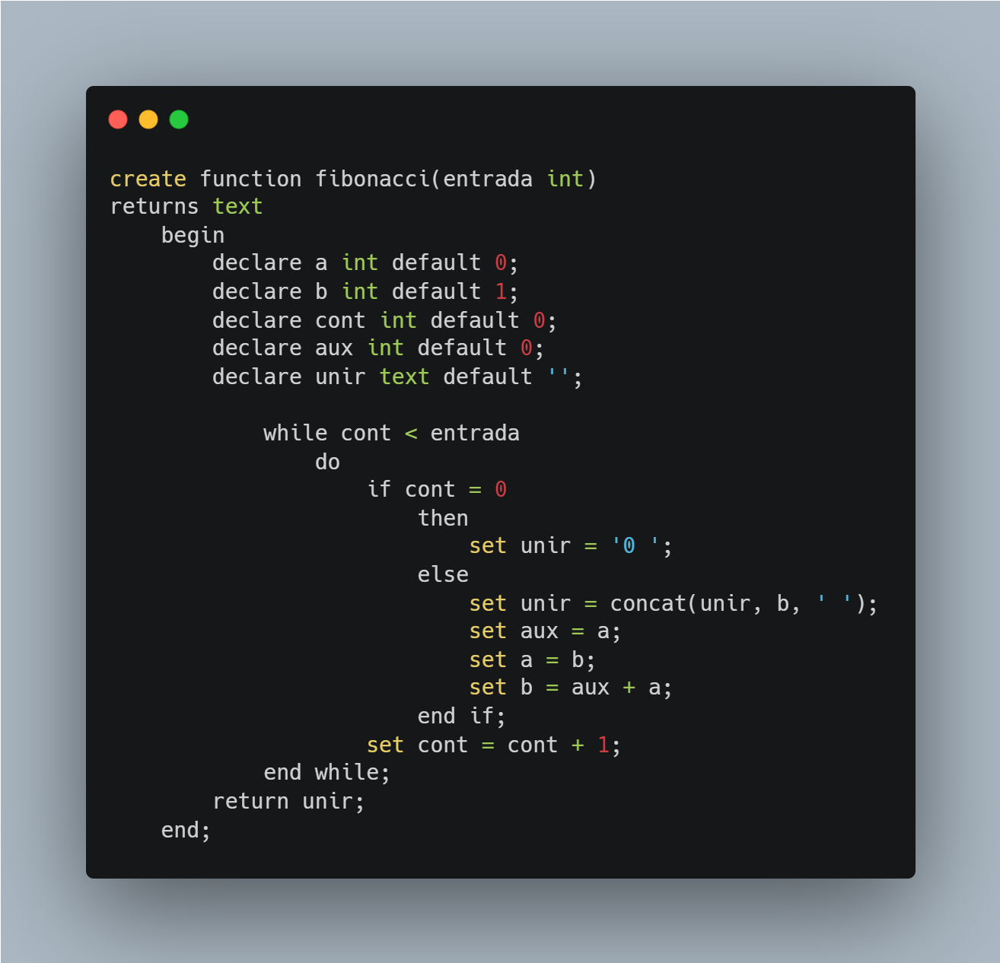 create function fibonacci(entrada int)
returns text
    begin
        declare a int default 0;
        declare b int default 1;
        declare cont int default 0;
        declare aux int default 0;
        declare unir text default '';

            while cont < entrada
                do
                    if cont = 0
                        then
                            set unir = '0 ';
                        else
                            set unir = concat(unir, b, ' ');
                            set aux = a;
                            set a = b;
                            set b = aux + a;
                        end if;
                    set cont = cont + 1;
            end while;
        return unir;
    end;